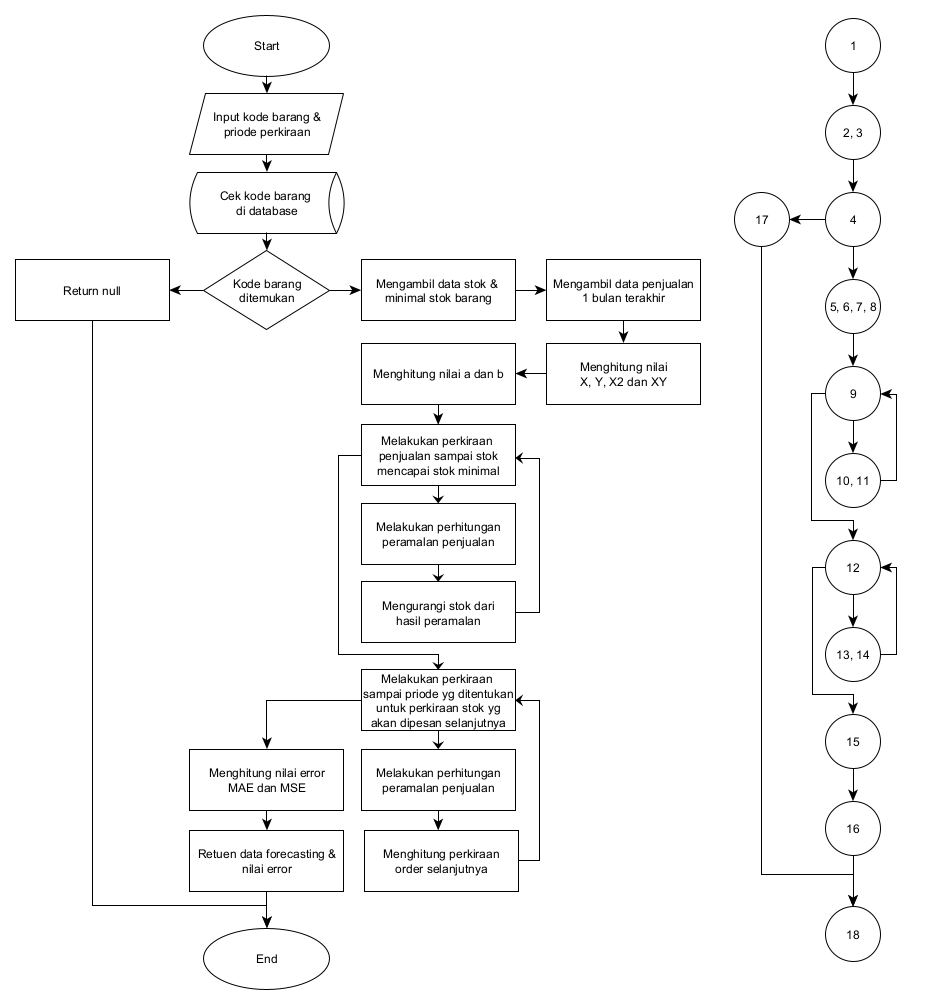 Start
Input kode barang &
priode perkiraan
Cek kode barang
di database
Kode barang
ditemukan
Return null
Mengambil data stok &
minimal stok barang
Mengambil data penjualan
1 bulan terakhir
Menghitung nilai
X, Y, X2 dan XY
Menghitung nilai a dan b
Melakukan perkiraan
penjualan sampai stok
mencapai stok minimal
Melakukan perhitungan
peramalan penjualan
Mengurangi stok dari
hasil peramalan
Melakukan perkiraan
sampai priode yg ditentukan
untuk perkiraan stok yg
akan dipesan selanjutnya
Melakukan perhitungan
peramalan penjualan
Menghitung perkiraan
order selanjutnya
Menghitung nilai error
MAE dan MSE
Retuen data forecasting &
nilai error
End
1
2, 3
4
17
5, 6, 7, 8
9
10, 11
12
13, 14
15
16
18